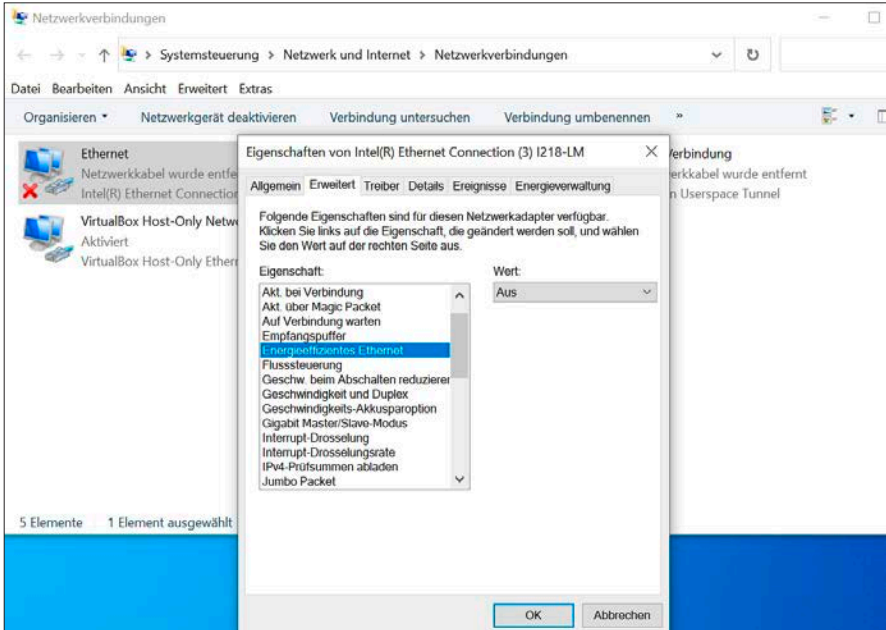 Netzwerkverbindungen
Systemsteuerung > Netzwerk und Internet > Netzwerkverbindungen
Datei Bearbeiten Ansicht Erweitert Extras
Organisieren Netzwerkgerät deaktivieren Verbindung untersuchen Verbindung umbenennen »
Ethernet
Netzwerkkabel wurde entfe
Intel(R) Ethernet Connection
VirtualBox Host-Only Netw
Aktiviert
VirtualBox Host-Only Ether
Eigenschaften von Intel(R) Ethernet Connection (3) I218-LM
Allgemein Erweitert Treiber Details Ereignisse Energieverwaltung
Folgende Eigenschaften sind für diesen Netzwerkadapter verfügbar.
Klicken Sie links auf die Eigenschaft, die geändert werden soll, und wählen
Sie den Wert auf der rechten Seite aus.
Eigenschaft:
Akt. bei Verbindung
Akt. über Magic Packet
Auf Verbindung warten
Empfangspuffer
Energieeffizientes Ethernet
Flusssteuerung
Geschw. beim Abschalten reduzieren
Geschwindigkeit und Duplex
Geschwindigkeits-Akkusparoption
Gigabit Master/Slave-Modus
Interrupt-Drosselung
Interrupt-Drosselungsrate
IPv4-Prüfsummen abladen
Jumbo Packet
Wert:
Aus
OK Abbrechen
erbindung
erkkabel wurde entfernt
n Userspace Tunnel
5 Elemente 1 Element ausgewählt